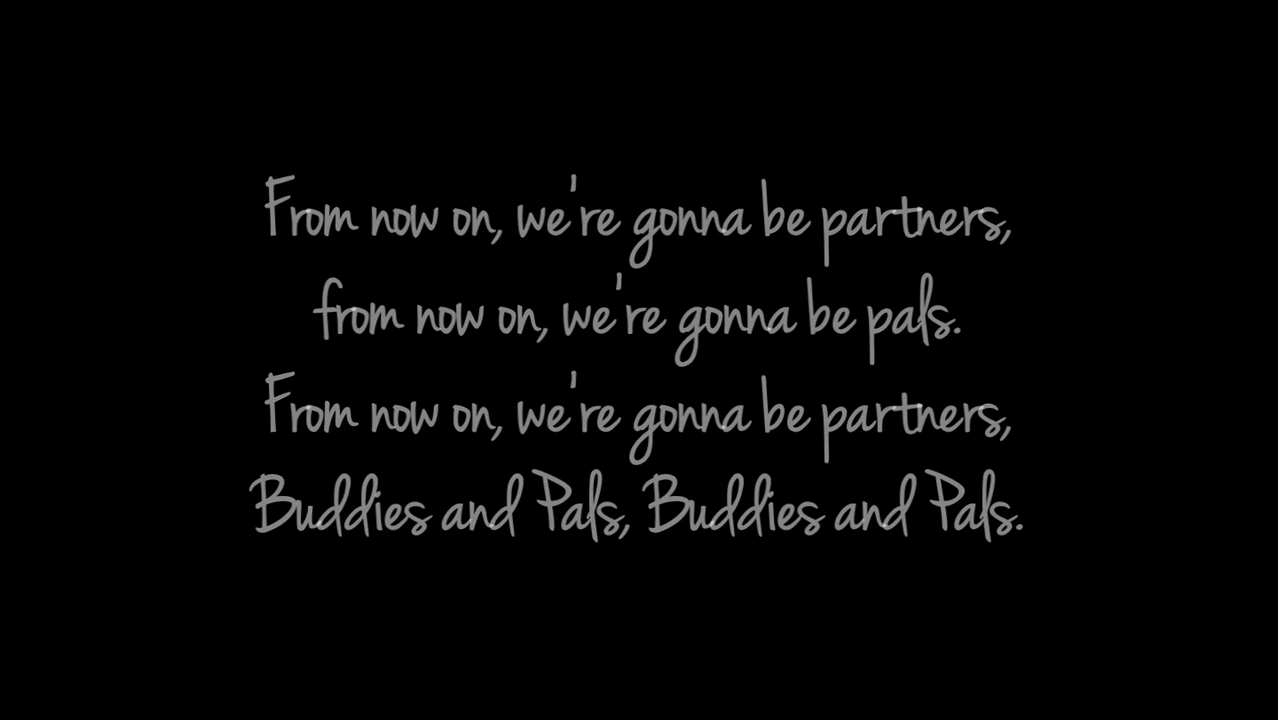 From now on, we're gonna be partners,
from now on, we're gonna be pals.
From now on, we're gonna be partners,
Buddies and Pals, Buddies and Pals.